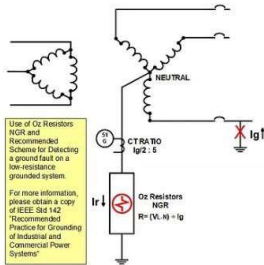 NEUTRAL
51
G
CT RATIO
Ig/2 : 5
Ig
Ir
Oz Resistors
NGR
R= (VL-N) ÷ Ig
Use of Oz Resistors
NGR and
Recommended
Scheme for Detecting
a ground fault on a
low-resistance
grounded system.
For more information,
please obtain a copy
of IEEE Std 142
"Recommended
Practice for Grounding
of Industrial and
Commercial Power
Systems"